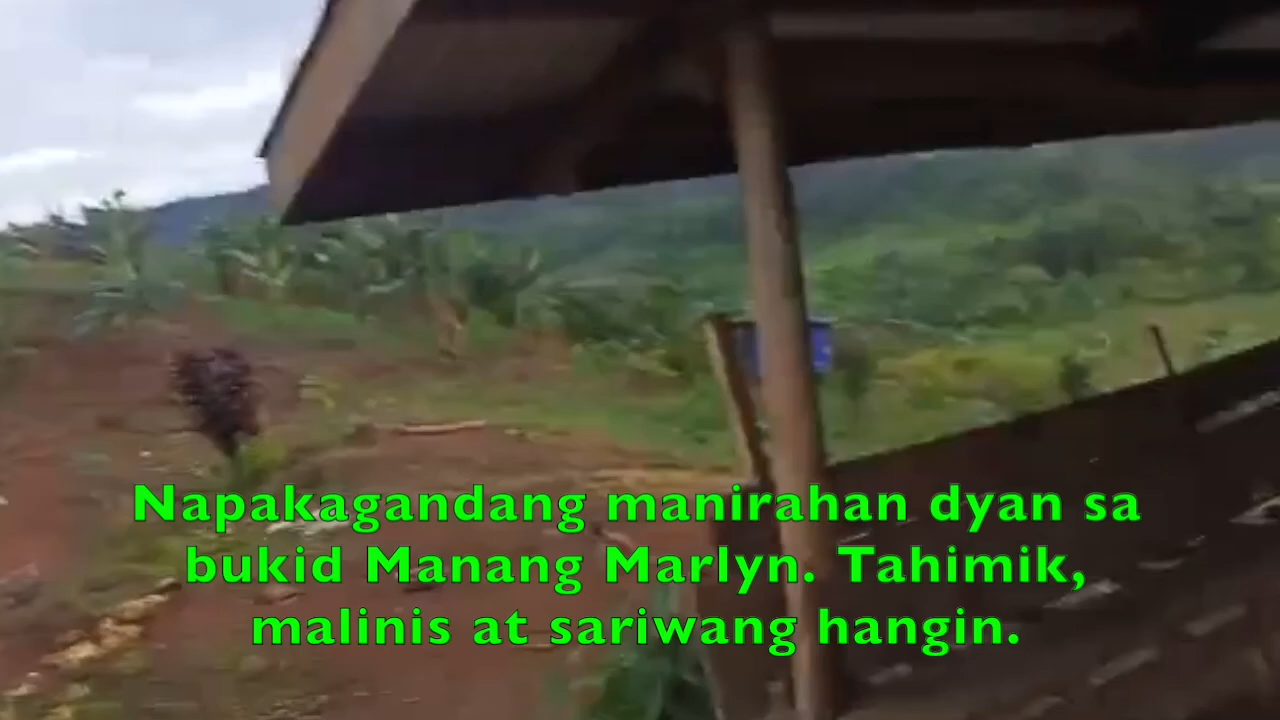 Napakagandang manirahan dyan sa
bukid Manang Marlyn. Tahimik,
malinis at sariwang hangin.